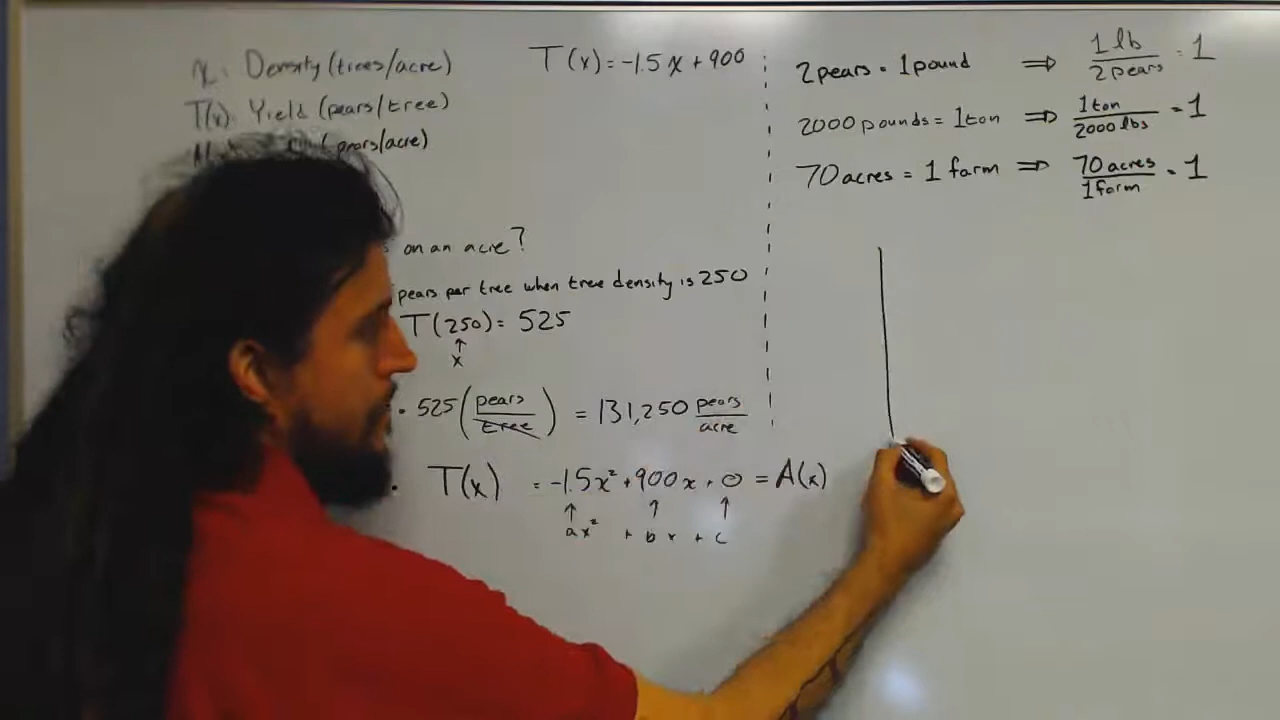 x: Density (trees/acre)
T(x): Yield (pears/tree)
(pears/acre)
T(x) = -1.5x + 900
on an acre?
pears per tree when tree density is 250
T(250) = 525
↑
x
· 525 (pears/tree) = 131,250 pears/acre
· T(x) = -1.5x² + 900x + 0 = A(x)
↑ ↑ ↑
ax² + bx + c
2 pears = 1 pound ⇒ 1 lb/2 pears = 1
2000 pounds = 1 ton ⇒ 1 ton/2000 lbs = 1
70 acres = 1 farm ⇒ 70 acres/1 farm = 1